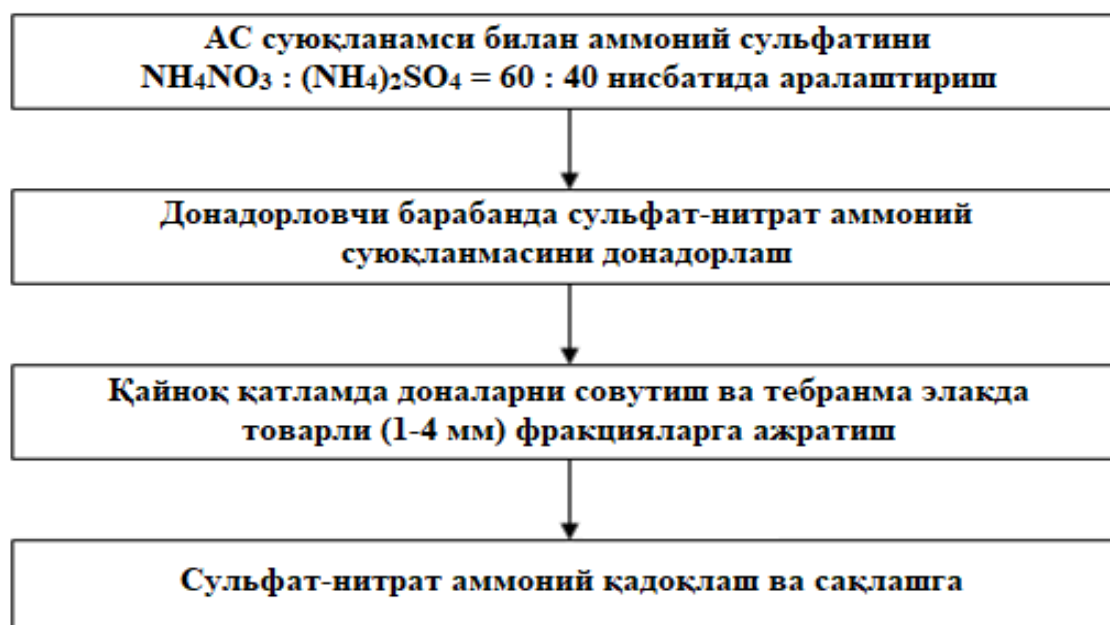 АС суюқланамси билан аммоний сульфатини
NH₄NO₃ : (NH₄)₂SO₄ = 60 : 40 нисбатида аралаштириш
Донадорловчи барабанда сульфат-нитрат аммоний
суюқланмасини донадорлаш
Қайноқ қатламда доналарни совутиш ва тебранма элакда
товарли (1-4 мм) фракцияларга ажратиш
Сульфат-нитрат аммоний қадоқлаш ва сақлашга